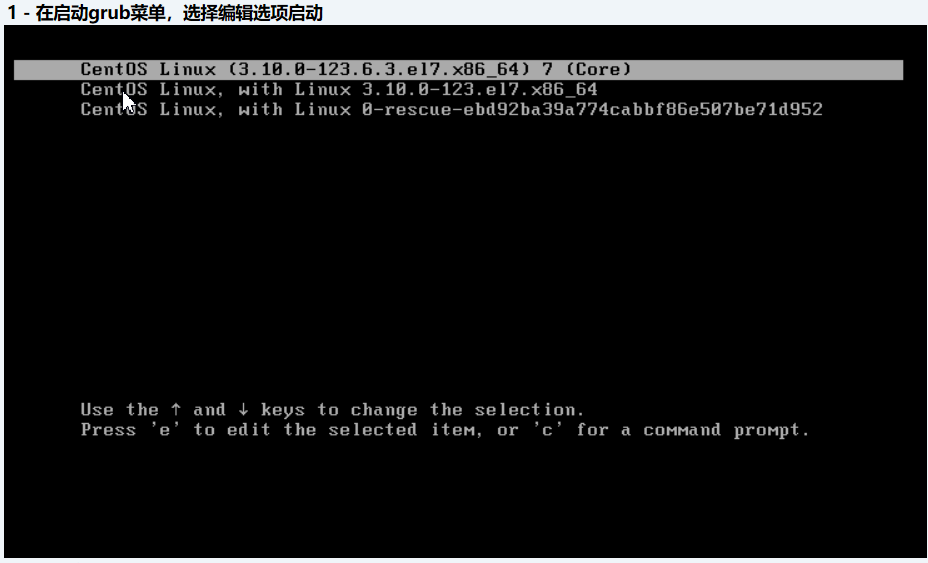 1 - 在启动grub菜单，选择编辑选项启动
CentOS Linux (3.10.0-123.6.3.el7.x86_64) 7 (Core)
CentOS Linux, with Linux 3.10.0-123.el7.x86_64
CentOS Linux, with Linux 0-rescue-ebd92ba39a774cabbf86e507be71d952
Use the ↑ and ↓ keys to change the selection.
Press 'e' to edit the selected item, or 'c' for a command prompt.